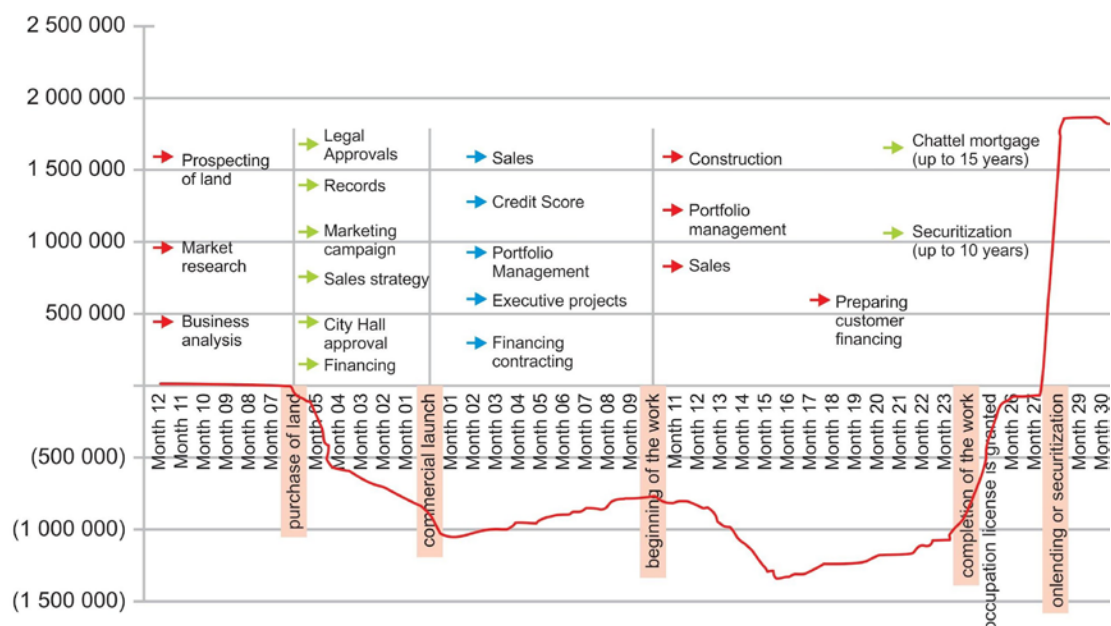 2 500 000
2 000 000
1 500 000
1 000 000
500 000
(500 000)
(1 000 000)
(1 500 000)
Prospecting
of land
Market
research
Business
analysis
Legal
Approvals
Records
Marketing
campaign
Sales strategy
City Hall
approval
Financing
Sales
Credit Score
Portfolio
Management
Executive projects
Financing
contracting
Construction
Portfolio
management
Sales
Preparing
customer
financing
Chattel mortgage
(up to 15 years)
Securitization
(up to 10 years)
Month 12
Month 11
Month 10
Month 09
Month 08
Month 07
purchase of land
Month 05
Month 04
Month 03
Month 02
Month 01
commercial launch
Month 01
Month 02
Month 03
Month 04
Month 05
Month 06
Month 07
Month 08
Month 09
beginning of the work
Month 11
Month 12
Month 13
Month 14
Month 15
Month 16
Month 17
Month 18
Month 19
Month 20
Month 21
Month 22
Month 23
completion of the work
occupation license is granted
Month 26
Month 27
onlending or securitization
Month 29
Month 30